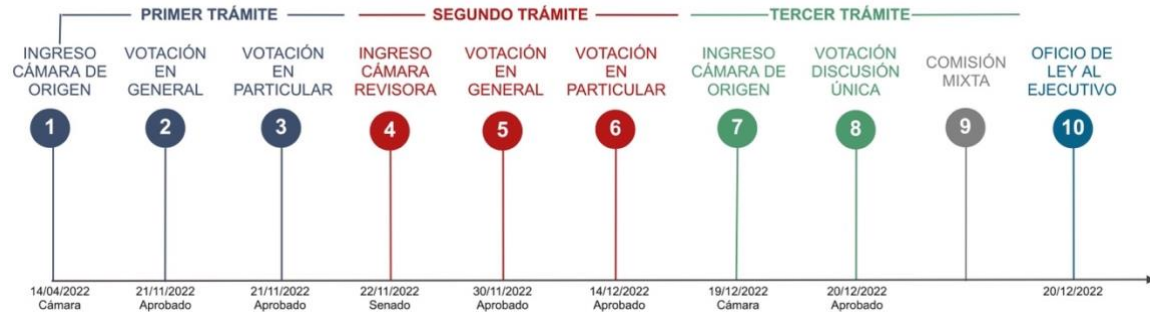 PRIMER TRÁMITE
SEGUNDO TRÁMITE
TERCER TRÁMITE
INGRESO
CÁMARA DE
ORIGEN
VOTACIÓN
EN
GENERAL
VOTACIÓN
EN
PARTICULAR
INGRESO
CÁMARA
REVISORA
VOTACIÓN
EN
GENERAL
VOTACIÓN
EN
PARTICULAR
INGRESO
CÁMARA DE
ORIGEN
VOTACIÓN
DISCUSIÓN
ÚNICA
COMISIÓN
MIXTA
OFICIO DE
LEY AL
EJECUTIVO
1
2
3
4
5
6
7
8
9
10
14/04/2022
Cámara
21/11/2022
Aprobado
21/11/2022
Aprobado
22/11/2022
Senado
30/11/2022
Aprobado
14/12/2022
Aprobado
19/12/2022
Cámara
20/12/2022
Aprobado
20/12/2022